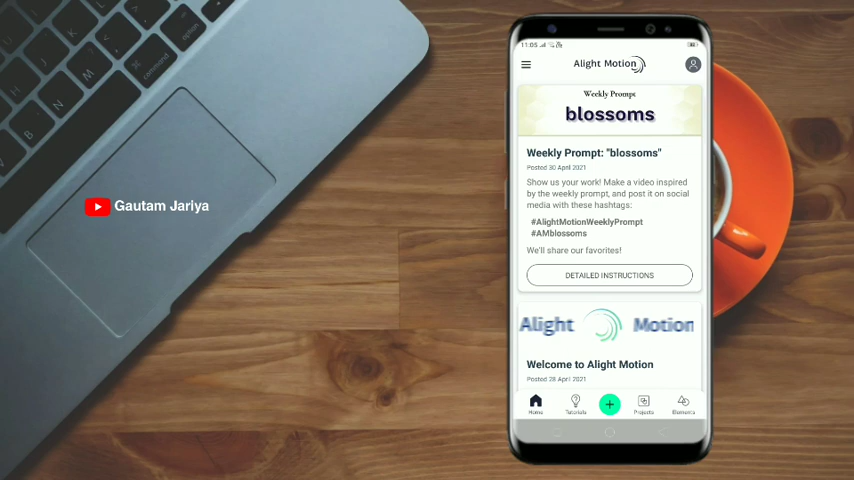 command
option
Gautam Jariya
11:05
Alight Motion
Weekly Prompt
blossoms
Weekly Prompt: "blossoms"
Posted 30 April 2021
Show us your work! Make a video inspired
by the weekly prompt, and post it on social
media with these hashtags:
#AlightMotionWeeklyPrompt
#AMblossoms
We'll share our favorites!
DETAILED INSTRUCTIONS
Alight Motion
Welcome to Alight Motion
Posted 28 April 2021
Home
Tutorials
Projects
Elements